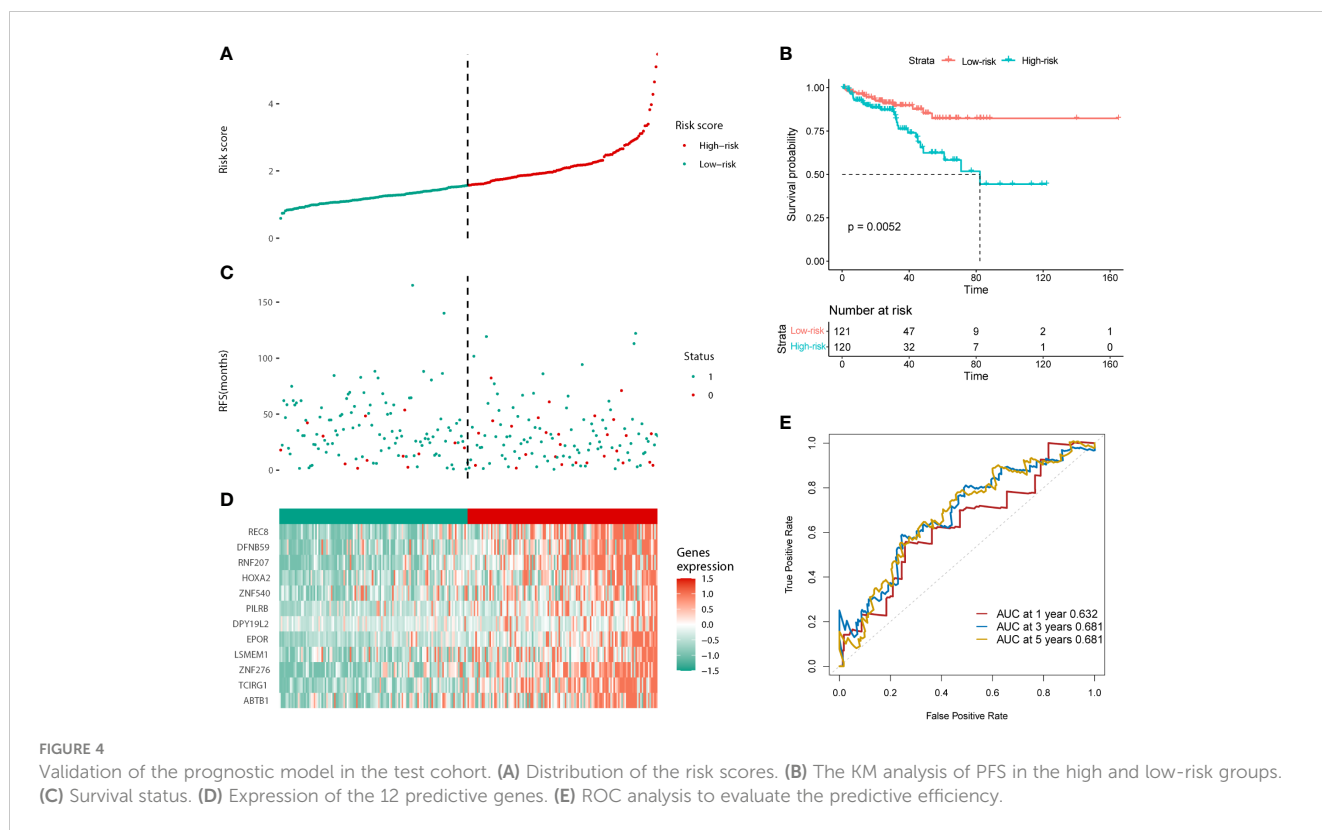 A
Risk score
4
2
0
Risk score
High–risk
Low–risk
B
Strata Low-risk High-risk
Survival probability
1.00
0.75
0.50
0.25
0.00
p = 0.0052
0 40 80 120 160
Time
Number at risk
Strata
Low-risk 121 47 9 2 1
High-risk 120 32 7 1 0
0 40 80 120 160
Time
C
RFS(months)
150
100
50
0
Status
1
0
D
REC8
DFNB59
RNF207
HOXA2
ZNF540
PILRB
DPY19L2
EPOR
LSMEM1
ZNF276
TCIRG1
ABTB1
Genes
expression
1.5
1.0
0.5
0.0
−0.5
−1.0
−1.5
E
True Positive Rate
1.0
0.8
0.6
0.4
0.2
0.0
AUC at 1 year 0.632
AUC at 3 years 0.681
AUC at 5 years 0.681
0.0 0.2 0.4 0.6 0.8 1.0
False Positive Rate
FIGURE 4
Validation of the prognostic model in the test cohort. (A) Distribution of the risk scores. (B) The KM analysis of PFS in the high and low-risk groups.
(C) Survival status. (D) Expression of the 12 predictive genes. (E) ROC analysis to evaluate the predictive efficiency.